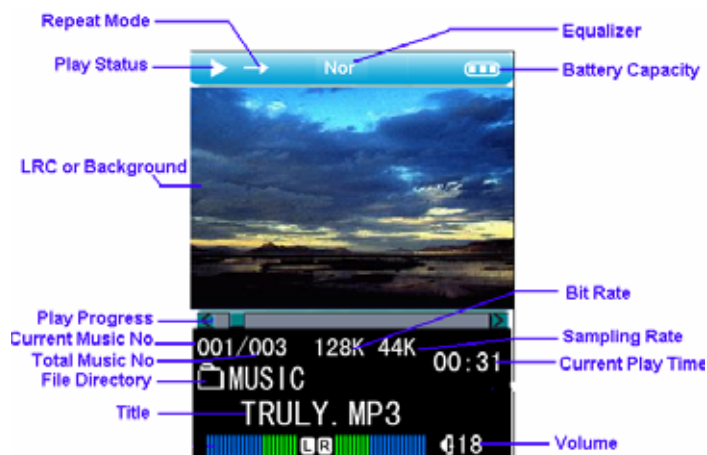 Repeat Mode
Equalizer
Play Status
Nor
Battery Capacity
LRC or Background
Bit Rate
Play Progress
Current Music No
Sampling Rate
001/003 128K 44K
Total Music No
00:31
Current Play Time
File Directory
MUSIC
Title
TRULY. MP3
L R
18
Volume